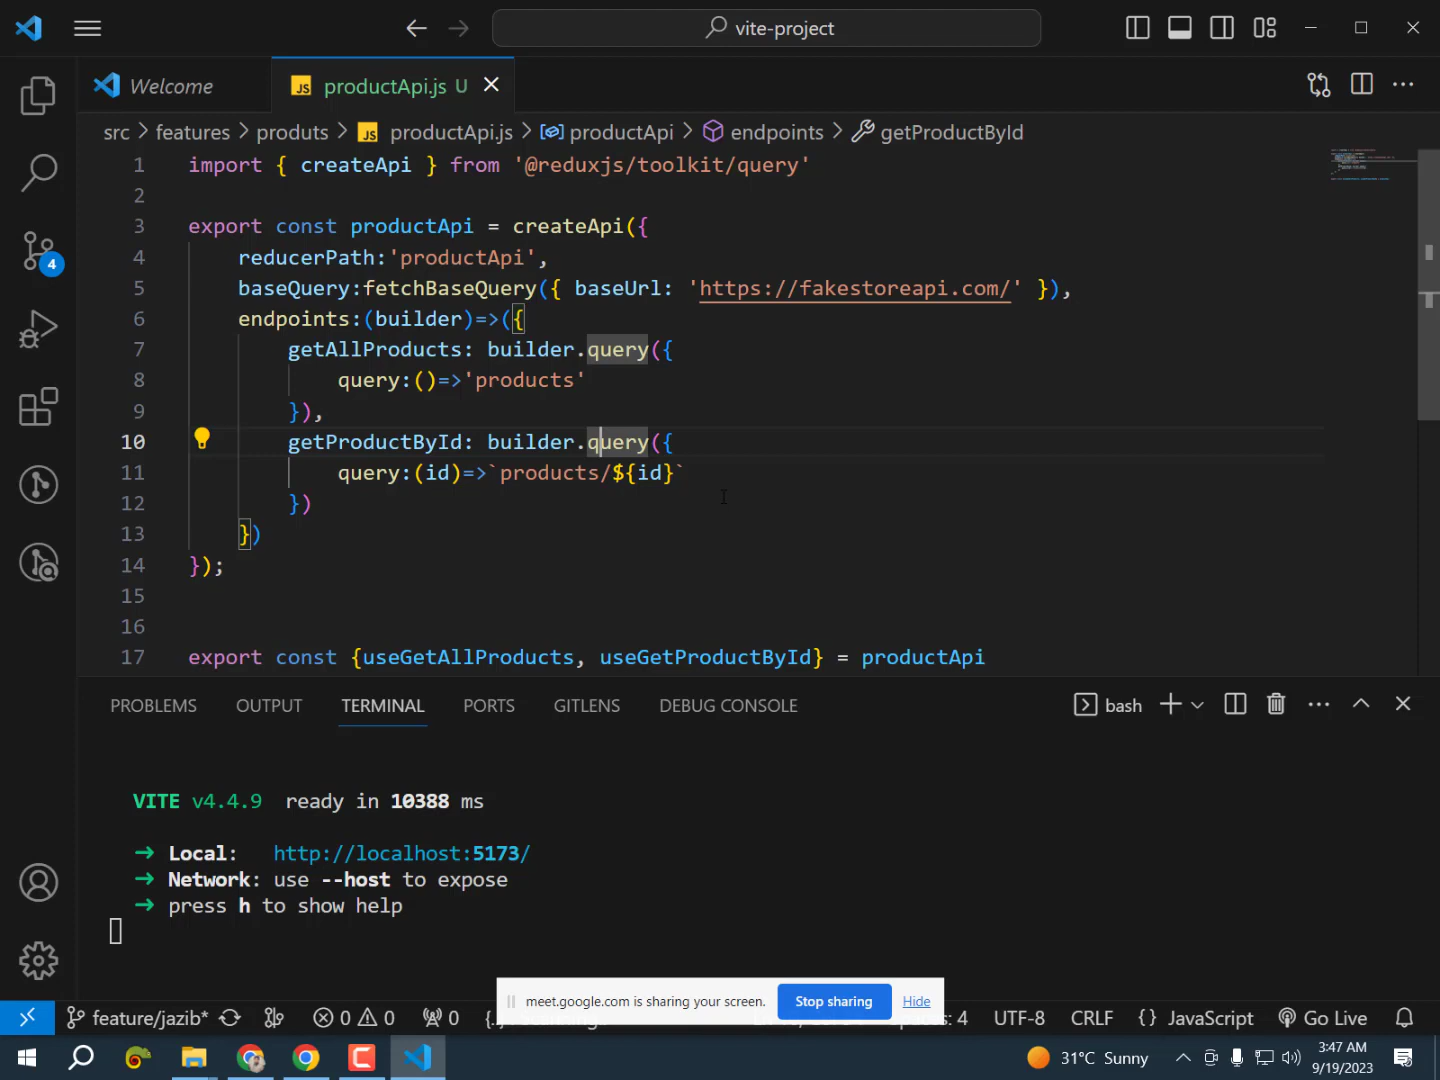 vite-project
Welcome
JS productApi.js U
src > features > produts > JS productApi.js > productApi > endpoints > getProductById
1 import { createApi } from '@reduxjs/toolkit/query'
2
3 export const productApi = createApi({
4 reducerPath:'productApi',
5 baseQuery:fetchBaseQuery({ baseUrl: 'https://fakestoreapi.com/' }),
6 endpoints:(builder)=>({
7 getAllProducts: builder.query({
8 query:()=>'products'
9 }),
10 getProductById: builder.query({
11 query:(id)=>`products/${id}`
12 })
13 })
14 });
15
16
17 export const {useGetAllProducts, useGetProductById} = productApi
PROBLEMS OUTPUT TERMINAL PORTS GITLENS DEBUG CONSOLE bash
VITE v4.4.9 ready in 10388 ms
➜ Local: http://localhost:5173/
➜ Network: use --host to expose
➜ press h to show help
meet.google.com is sharing your screen. Stop sharing Hide
4
feature/jazib* 0 0 0 4 UTF-8 CRLF {} JavaScript Go Live
31°C Sunny
3:47 AM
9/19/2023